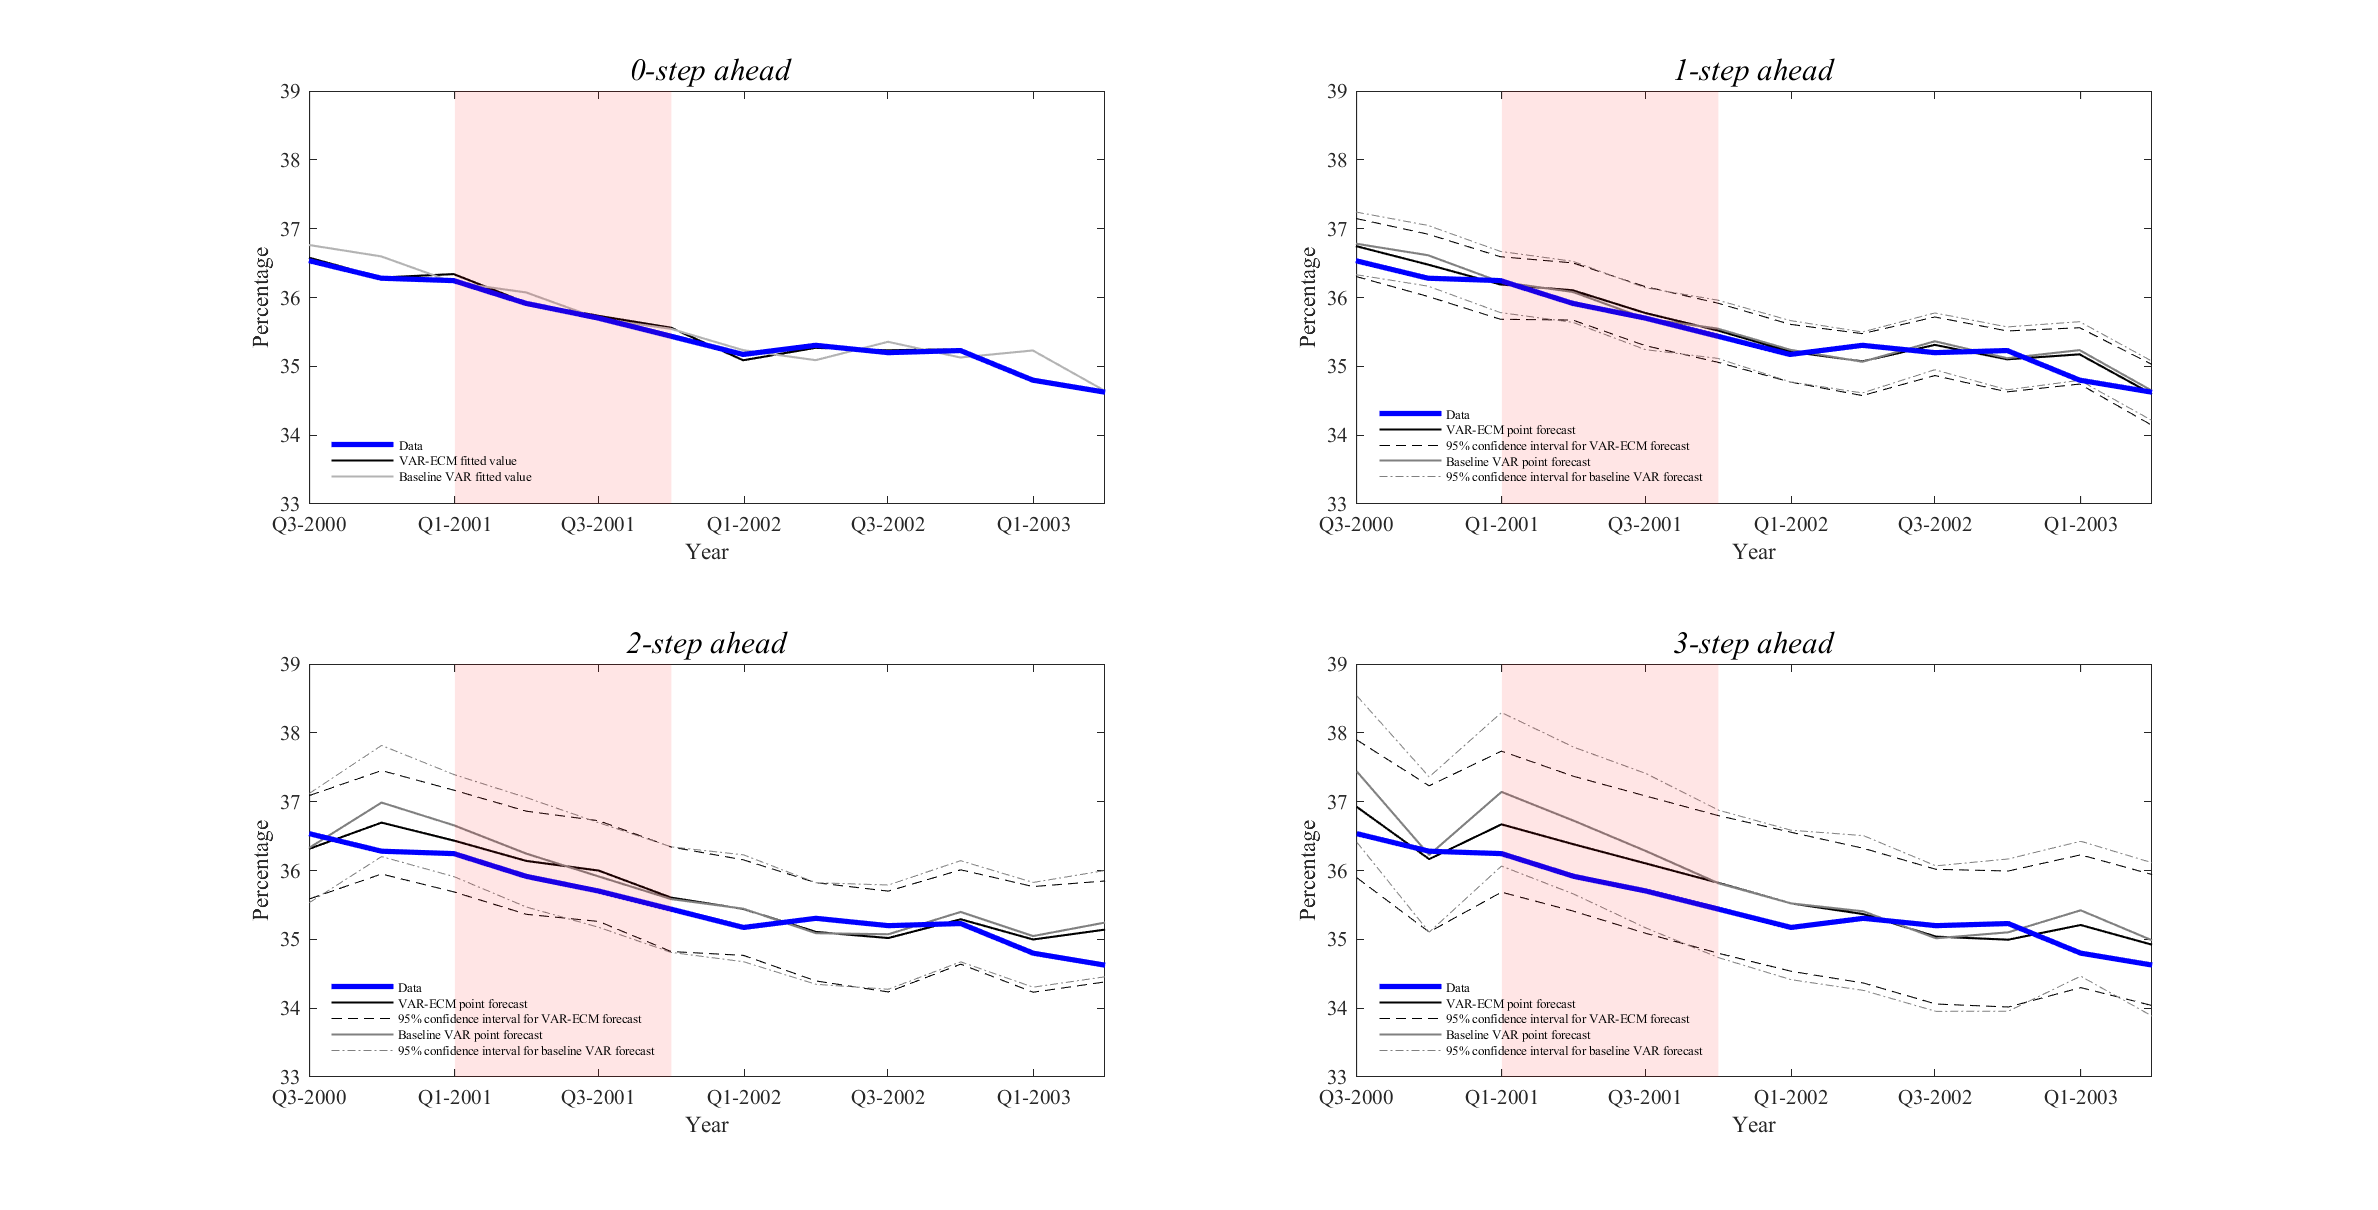 0-step ahead
39
38
37
36
35
34
33
Percentage
Data
VAR-ECM fitted value
Baseline VAR fitted value
Q3-2000 Q1-2001 Q3-2001 Q1-2002 Q3-2002 Q1-2003
Year
1-step ahead
39
38
37
36
35
34
33
Percentage
Data
VAR-ECM point forecast
95% confidence interval for VAR-ECM forecast
Baseline VAR point forecast
95% confidence interval for baseline VAR forecast
Q3-2000 Q1-2001 Q3-2001 Q1-2002 Q3-2002 Q1-2003
Year
2-step ahead
39
38
37
36
35
34
33
Percentage
Data
VAR-ECM point forecast
95% confidence interval for VAR-ECM forecast
Baseline VAR point forecast
95% confidence interval for baseline VAR forecast
Q3-2000 Q1-2001 Q3-2001 Q1-2002 Q3-2002 Q1-2003
Year
3-step ahead
39
38
37
36
35
34
33
Percentage
Data
VAR-ECM point forecast
95% confidence interval for VAR-ECM forecast
Baseline VAR point forecast
95% confidence interval for baseline VAR forecast
Q3-2000 Q1-2001 Q3-2001 Q1-2002 Q3-2002 Q1-2003
Year